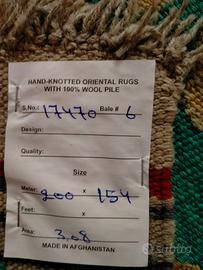 HAND-KNOTTED ORIENTAL RUGS
WITH 100% WOOL PILE
S.No.: 17470 Bale # 6
Design:
Quality:
Size
Meter: 200 x 154
Feet: x
Area: 3.08
MADE IN AFGHANISTAN
subito